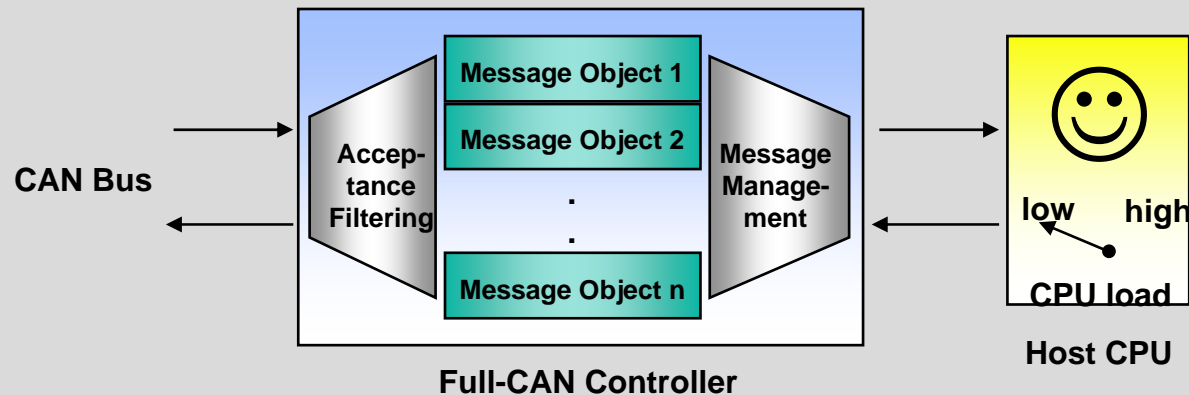 CAN Bus
Accep-
tance
Filtering
Message Object 1
Message Object 2
.
.
Message Object n
Message
Manage-
ment
Full-CAN Controller
low high
CPU load
Host CPU